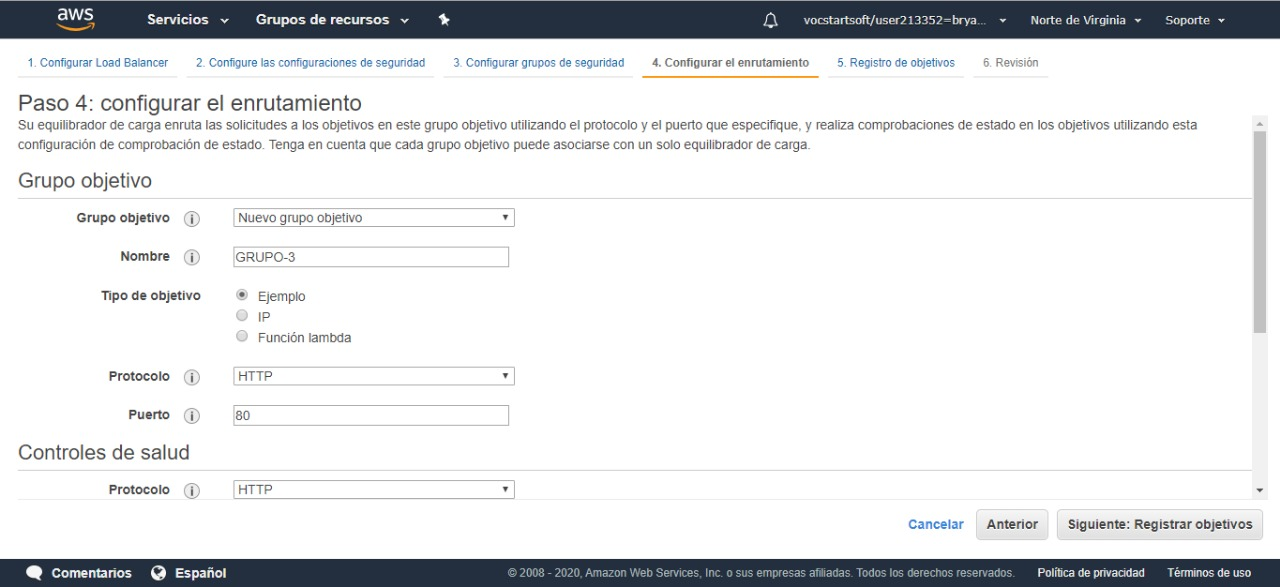 aws
Servicios Grupos de recursos vocstartsoft/user213352=brya... Norte de Virginia Soporte
1. Configurar Load Balancer 2. Configure las configuraciones de seguridad 3. Configurar grupos de seguridad 4. Configurar el enrutamiento 5. Registro de objetivos 6. Revisión
Paso 4: configurar el enrutamiento
Su equilibrador de carga enruta las solicitudes a los objetivos en este grupo objetivo utilizando el protocolo y el puerto que especifique, y realiza comprobaciones de estado en los objetivos utilizando esta
configuración de comprobación de estado. Tenga en cuenta que cada grupo objetivo puede asociarse con un solo equilibrador de carga.
Grupo objetivo
Grupo objetivo i Nuevo grupo objetivo
Nombre i GRUPO-3
Tipo de objetivo Ejemplo
IP
Función lambda
Protocolo i HTTP
Puerto i 80
Controles de salud
Protocolo i HTTP
Cancelar Anterior Siguiente: Registrar objetivos
Comentarios Español © 2008 - 2020, Amazon Web Services, Inc. o sus empresas afiliadas. Todos los derechos reservados. Política de privacidad Términos de uso